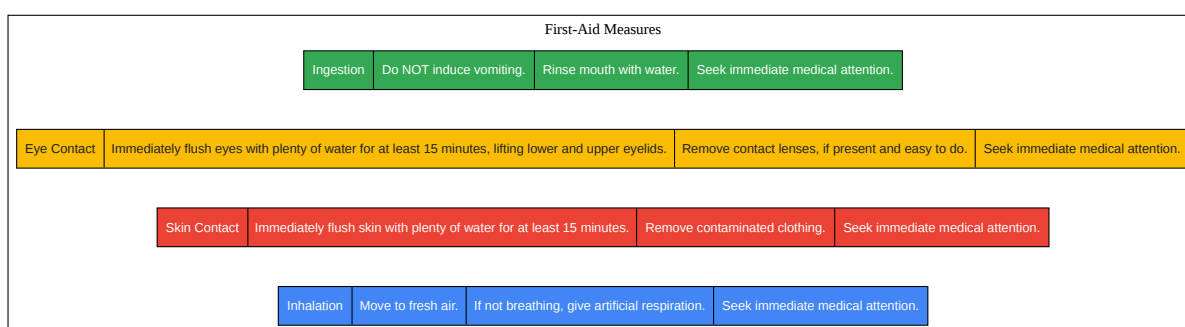 First-Aid Measures
Ingestion Do NOT induce vomiting. Rinse mouth with water. Seek immediate medical attention.
Eye Contact Immediately flush eyes with plenty of water for at least 15 minutes, lifting lower and upper eyelids. Remove contact lenses, if present and easy to do. Seek immediate medical attention.
Skin Contact Immediately flush skin with plenty of water for at least 15 minutes. Remove contaminated clothing. Seek immediate medical attention.
Inhalation Move to fresh air. If not breathing, give artificial respiration. Seek immediate medical attention.